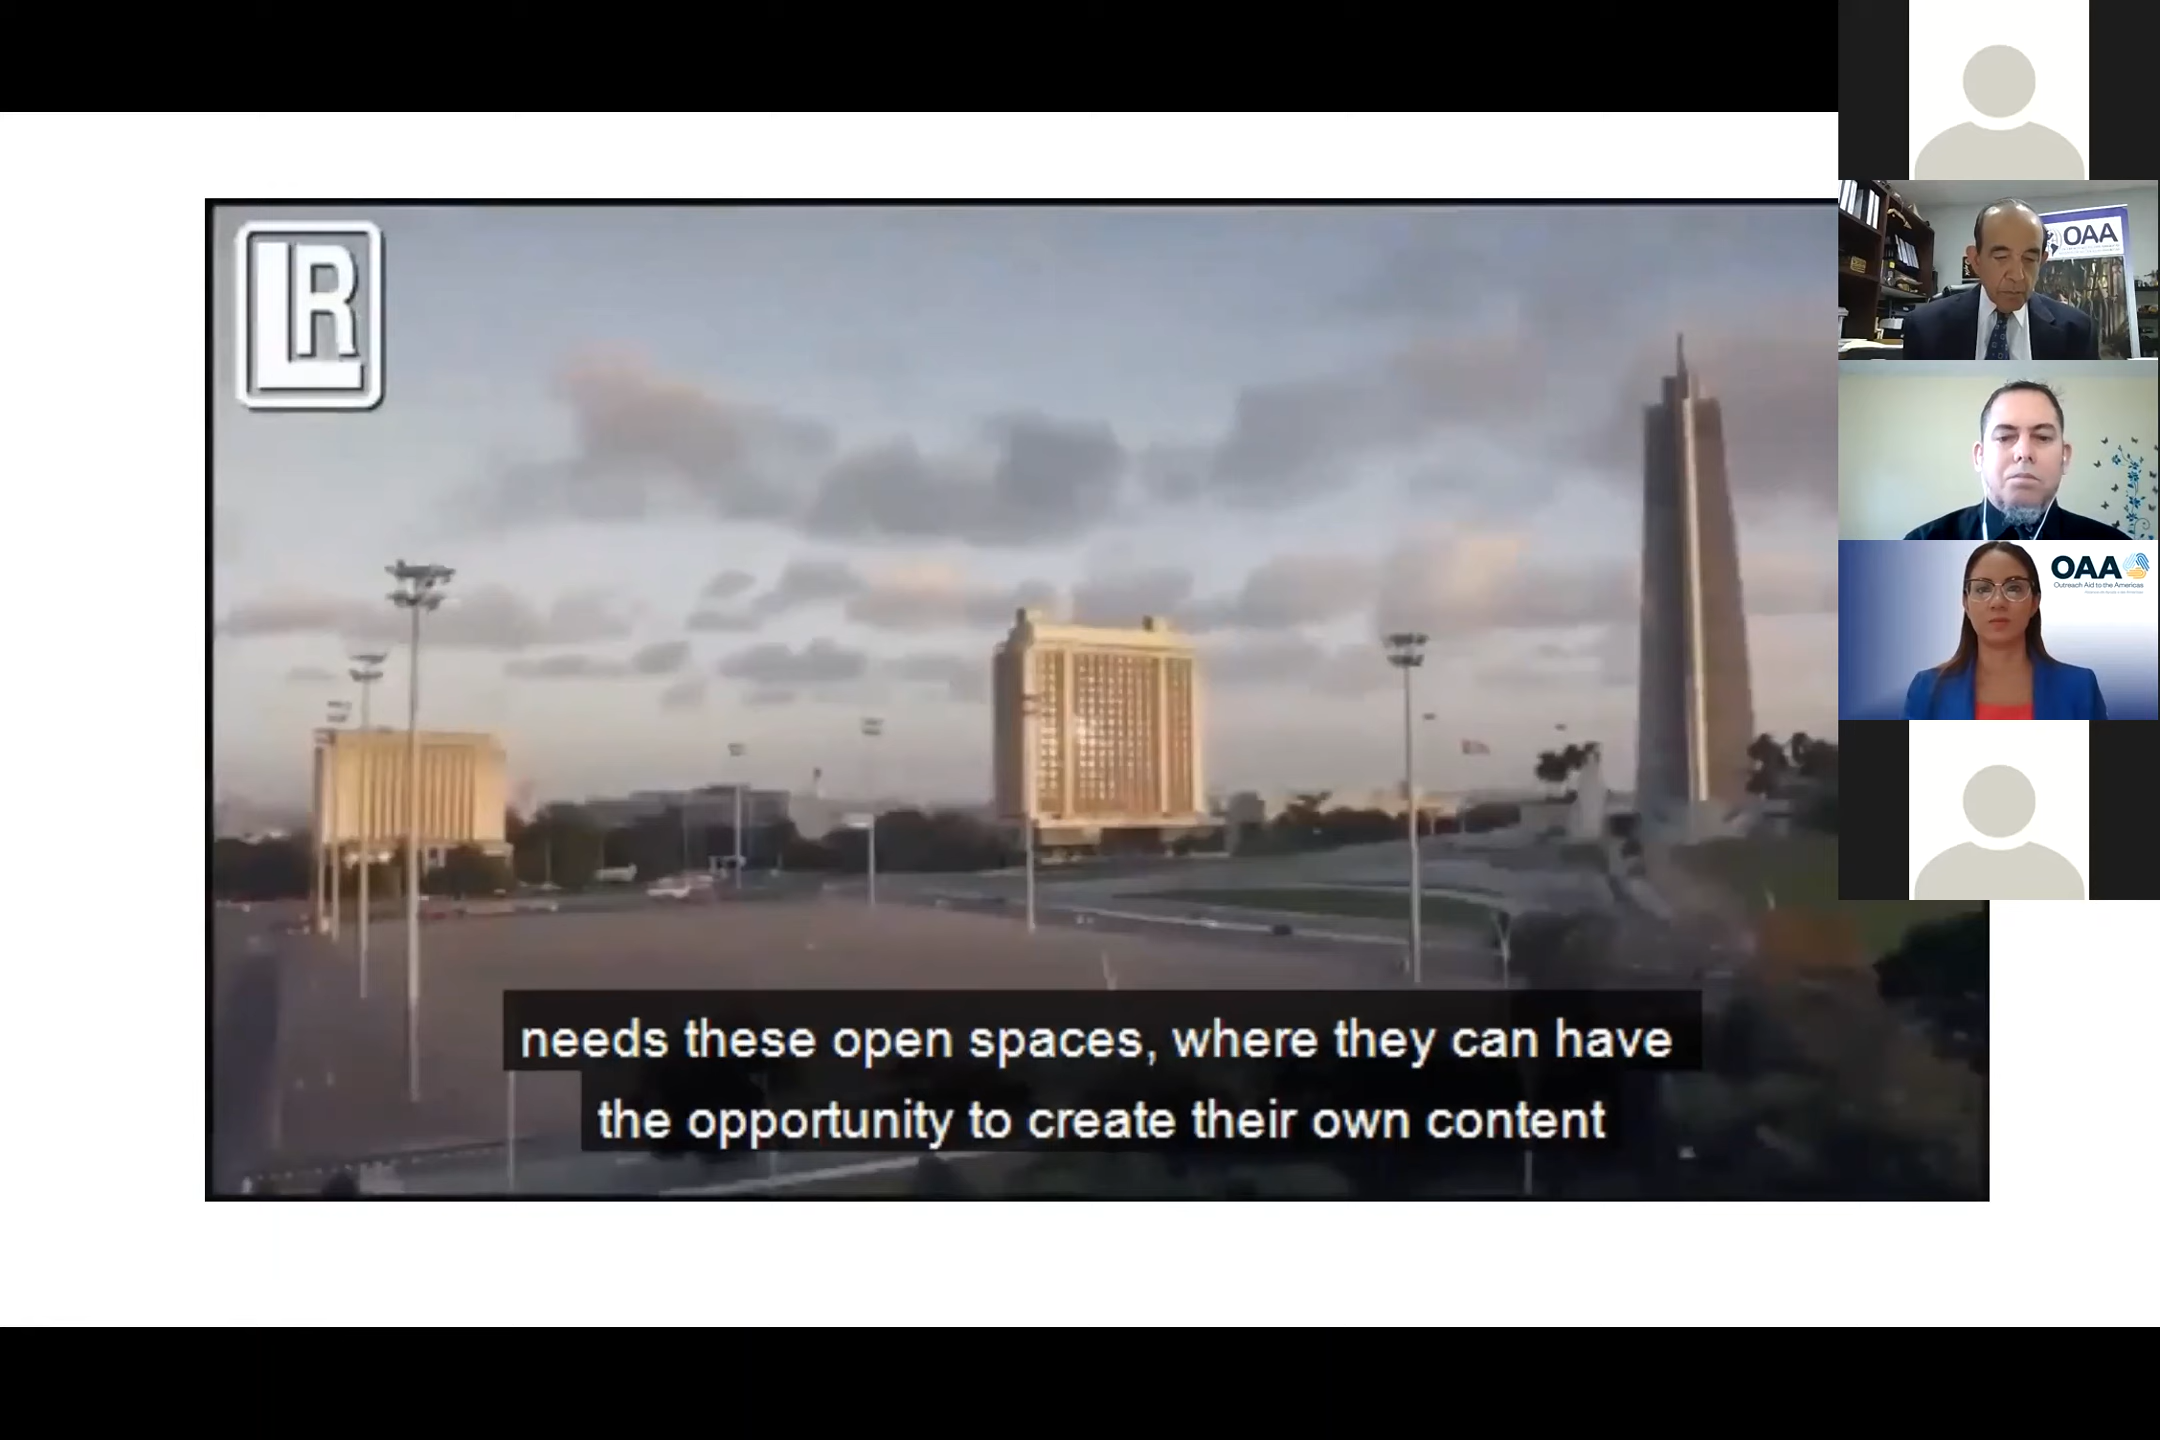 LR
needs these open spaces, where they can have
the opportunity to create their own content
OAA
OAA
Outreach Aid to the Americas